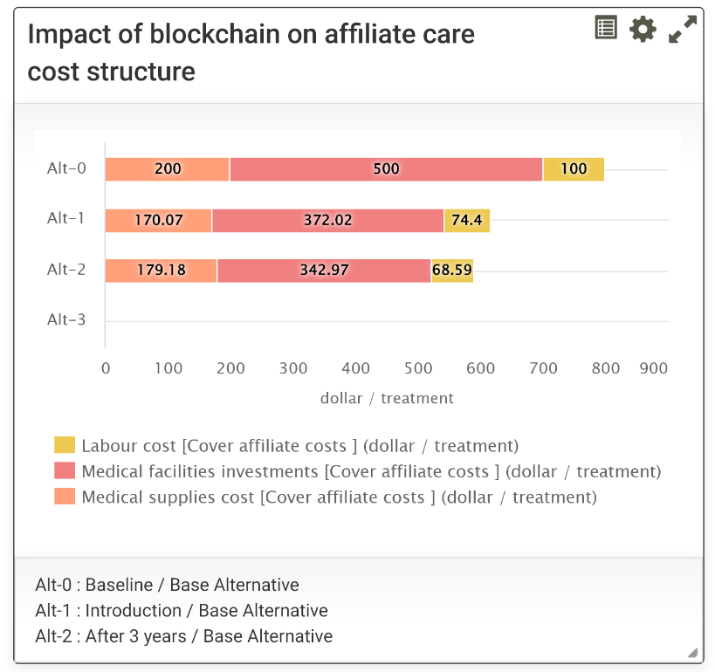 Impact of blockchain on affiliate care
cost structure
Alt-0 200 500 100
Alt-1 170.07 372.02 74.4
Alt-2 179.18 342.97 68.59
Alt-3
0 100 200 300 400 500 600 700 800 900
dollar / treatment
Labour cost [Cover affiliate costs ] (dollar / treatment)
Medical facilities investments [Cover affiliate costs ] (dollar / treatment)
Medical supplies cost [Cover affiliate costs ] (dollar / treatment)
Alt-0 : Baseline / Base Alternative
Alt-1 : Introduction / Base Alternative
Alt-2 : After 3 years / Base Alternative